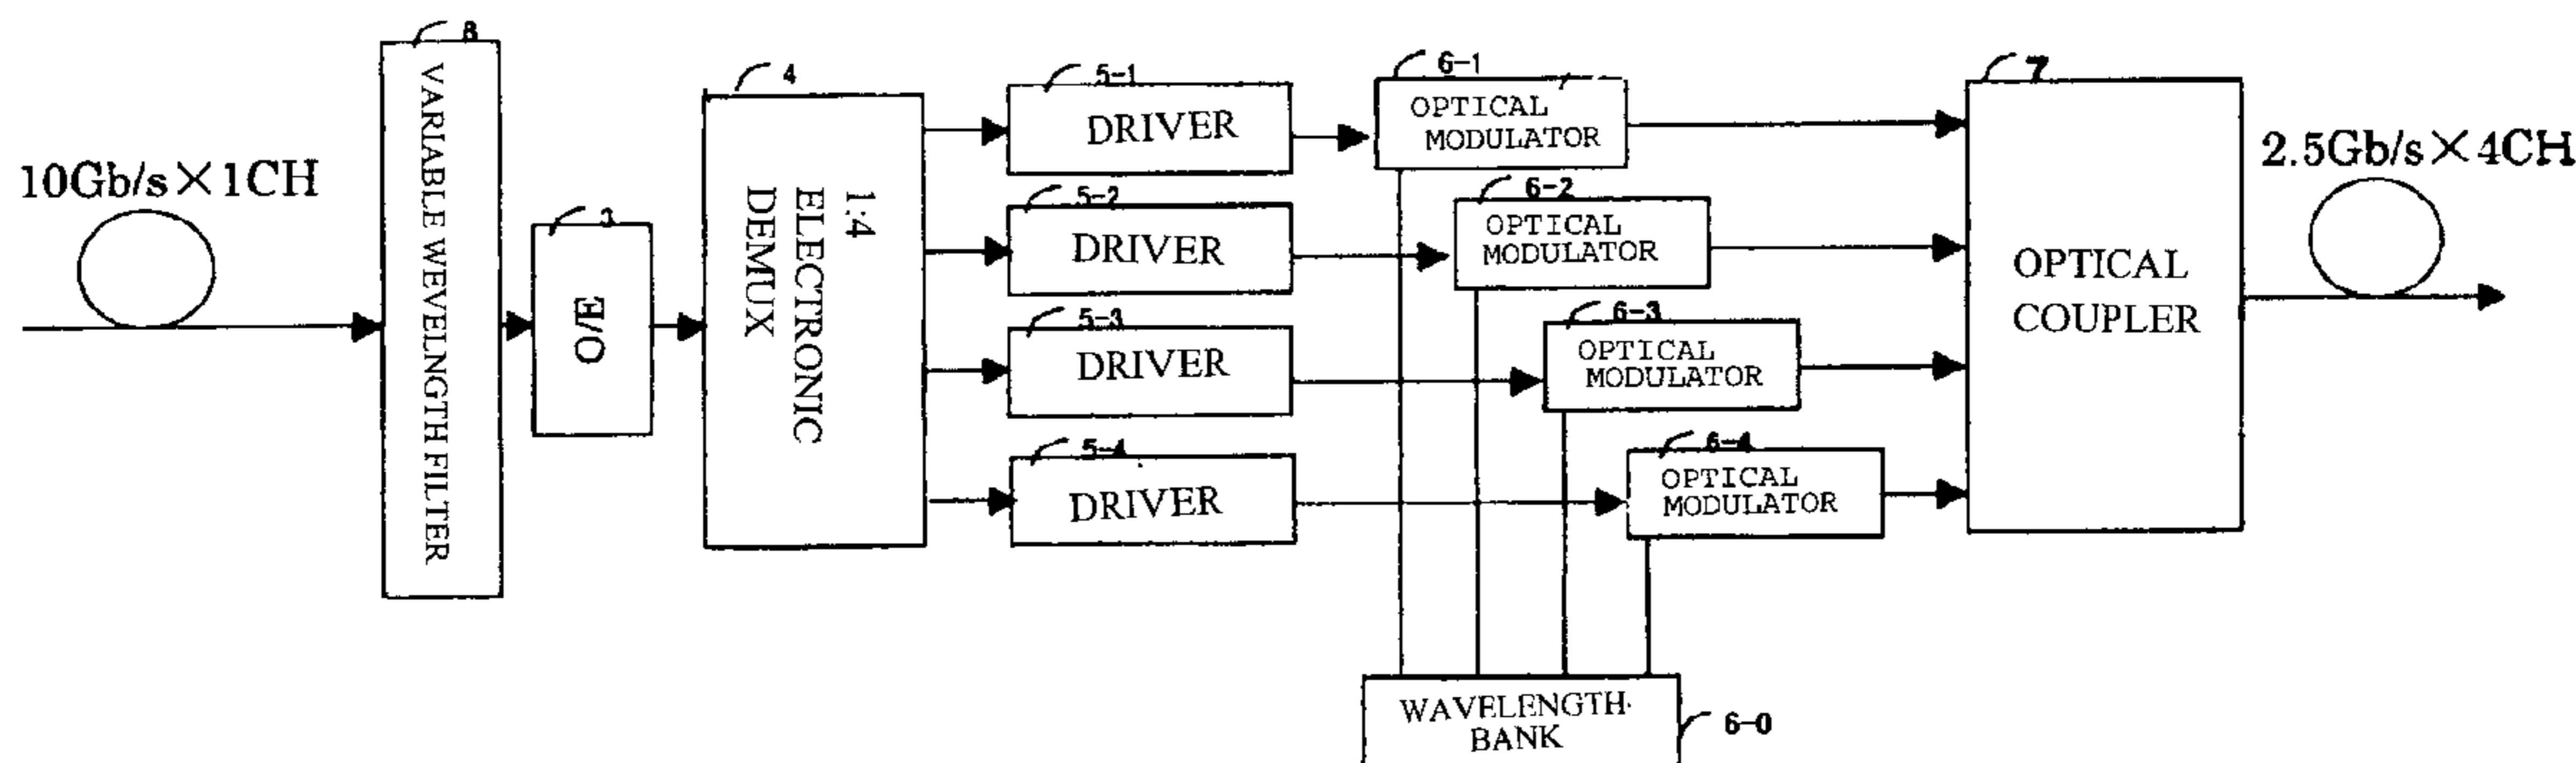 10Gb/s×1CH
8
VARIABLE WEVELNGTH FILTER
3
E/O
4
1:4
ELECTRONIC
DEMUX
5-1
DRIVER
5-2
DRIVER
5-3
DRIVER
5-4
DRIVER
6-1
OPTICAL
MODULATOR
6-2
OPTICAL
MODULATOR
6-3
OPTICAL
MODULATOR
6-4
OPTICAL
MODULATOR
WAVELENGTH
BANK
6-0
7
OPTICAL
COUPLER
2.5Gb/s×4CH